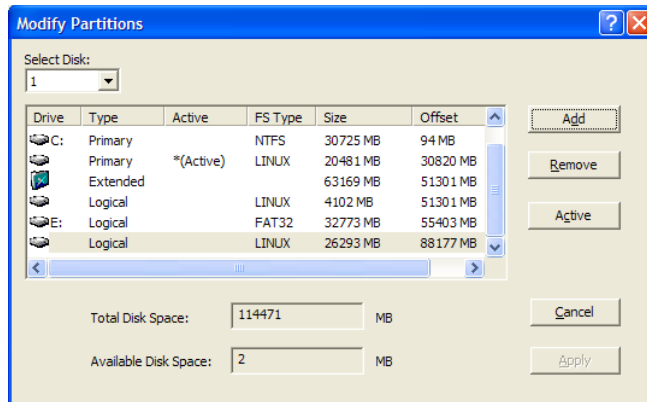 Modify Partitions
Select Disk:
1
Drive Type Active FS Type Size Offset
C: Primary NTFS 30725 MB 94 MB
Primary *(Active) LINUX 20481 MB 30820 MB
Extended 63169 MB 51301 MB
Logical LINUX 4102 MB 51301 MB
E: Logical FAT32 32773 MB 55403 MB
Logical LINUX 26293 MB 88177 MB
Add
Remove
Active
Total Disk Space: 114471 MB
Available Disk Space: 2 MB
Cancel
Apply